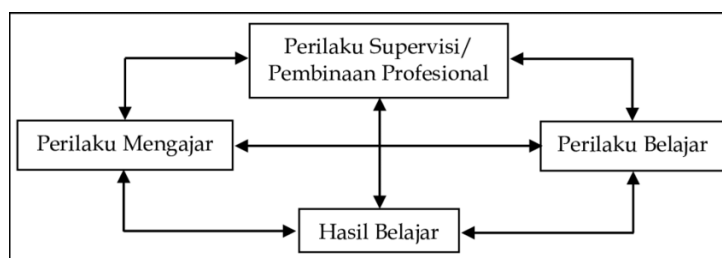 Perilaku Supervisi/
Pembinaan Profesional
Perilaku Mengajar
Perilaku Belajar
Hasil Belajar